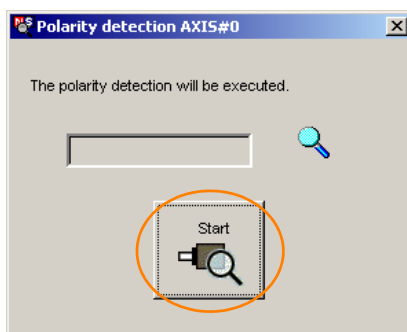 Polarity detection AXIS#0
The polarity detection will be executed.
Start